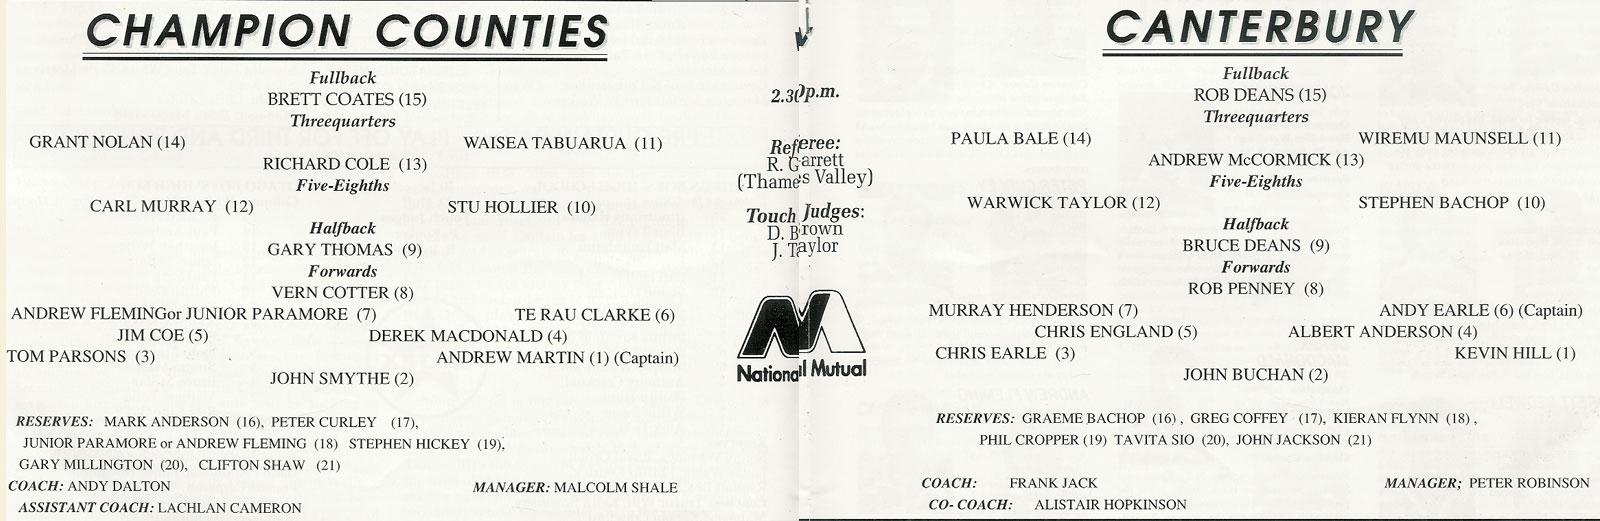 CHAMPION COUNTIES
Fullback
BRETT COATES (15)
Threequarters
GRANT NOLAN (14) WAISEA TABUARUA (11)
RICHARD COLE (13)
Five-Eighths
CARL MURRAY (12) STU HOLLIER (10)
Halfback
GARY THOMAS (9)
Forwards
VERN COTTER (8)
ANDREW FLEMINGor JUNIOR PARAMORE (7) TE RAU CLARKE (6)
JIM COE (5) DEREK MACDONALD (4)
TOM PARSONS (3) ANDREW MARTIN (1) (Captain)
JOHN SMYTHE (2)
RESERVES: MARK ANDERSON (16), PETER CURLEY (17),
JUNIOR PARAMORE or ANDREW FLEMING (18) STEPHEN HICKEY (19),
GARY MILLINGTON (20), CLIFTON SHAW (21)
COACH: ANDY DALTON MANAGER: MALCOLM SHALE
ASSISTANT COACH: LACHLAN CAMERON
2.30p.m.
Referee:
R. Garrett
(Thames Valley)
Touch Judges:
D. Brown
J. Taylor
National Mutual
CANTERBURY
Fullback
ROB DEANS (15)
Threequarters
PAULA BALE (14) WIREMU MAUNSELL (11)
ANDREW McCORMICK (13)
Five-Eighths
WARWICK TAYLOR (12) STEPHEN BACHOP (10)
Halfback
BRUCE DEANS (9)
Forwards
ROB PENNEY (8)
MURRAY HENDERSON (7) ANDY EARLE (6) (Captain)
CHRIS ENGLAND (5) ALBERT ANDERSON (4)
CHRIS EARLE (3) KEVIN HILL (1)
JOHN BUCHAN (2)
RESERVES: GRAEME BACHOP (16), GREG COFFEY (17), KIERAN FLYNN (18),
PHIL CROPPER (19) TAVITA SIO (20), JOHN JACKSON (21)
COACH: FRANK JACK MANAGER; PETER ROBINSON
CO- COACH: ALISTAIR HOPKINSON